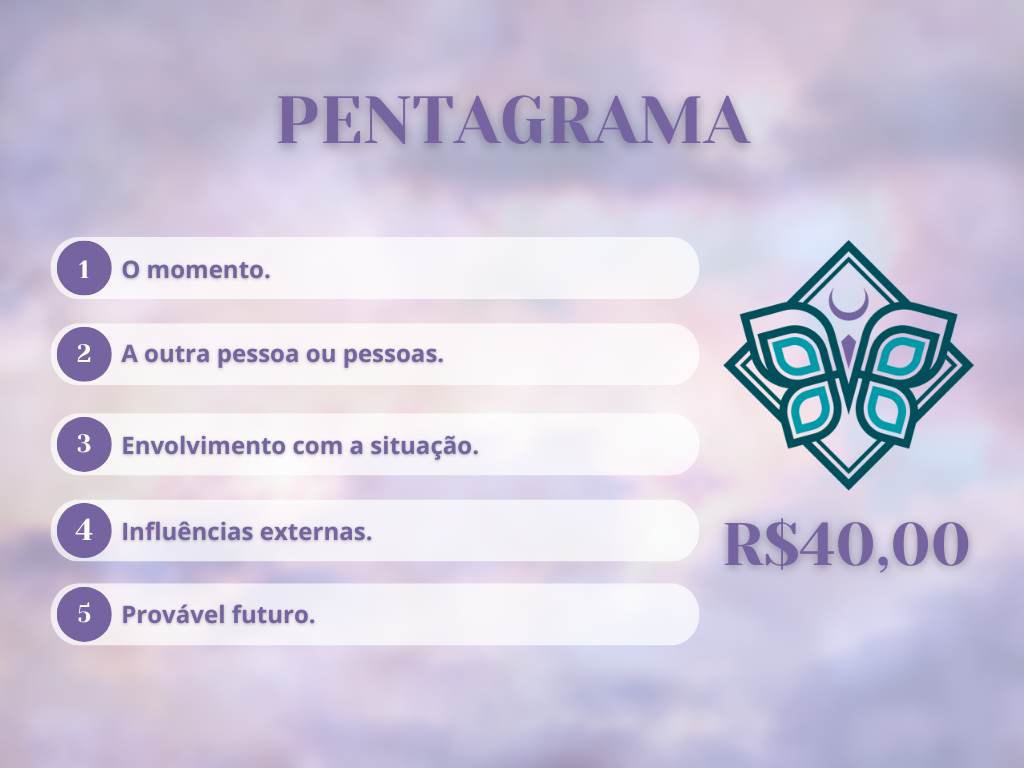 PENTAGRAMA
1 O momento.
2 A outra pessoa ou pessoas.
3 Envolvimento com a situação.
4 Influências externas.
5 Provável futuro.
R$40,00